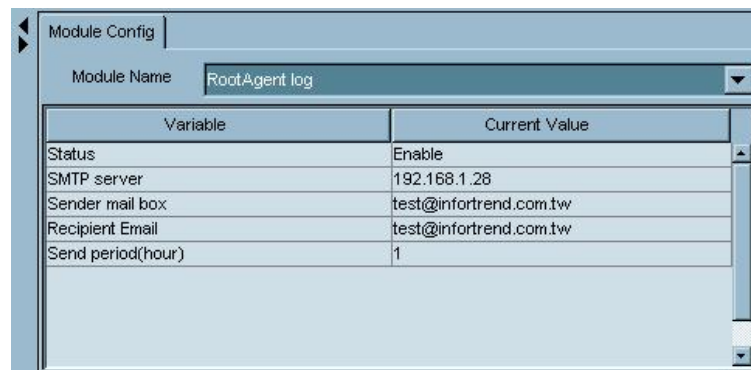 Module Config
Module Name RootAgent log
Variable Current Value
Status Enable
SMTP server 192.168.1.28
Sender mail box test@infortrend.com.tw
Recipient Email test@infortrend.com.tw
Send period(hour) 1